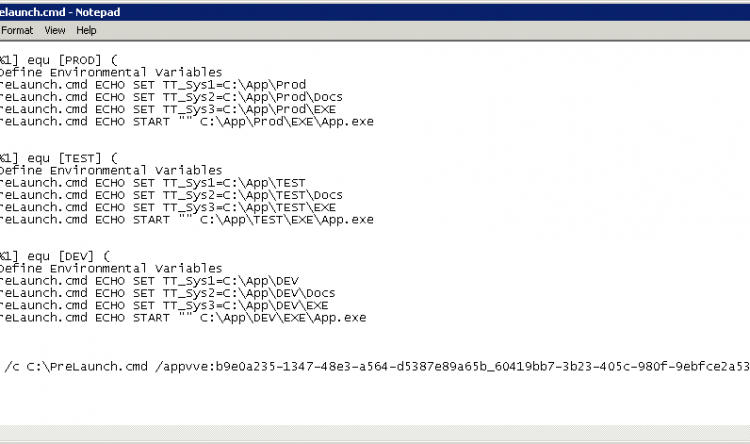 elaunch.cmd - Notepad
Format View Help
%1] equ [PROD] (
Define Environmental Variables
reLaunch.cmd ECHO SET TT_Sys1=C:\App\Prod
reLaunch.cmd ECHO SET TT_Sys2=C:\App\Prod\Docs
reLaunch.cmd ECHO SET TT_Sys3=C:\App\Prod\EXE
reLaunch.cmd ECHO START "" C:\App\Prod\EXE\App.exe
%1] equ [TEST] (
Define Environmental Variables
reLaunch.cmd ECHO SET TT_Sys1=C:\App\TEST
reLaunch.cmd ECHO SET TT_Sys2=C:\App\TEST\Docs
reLaunch.cmd ECHO SET TT_Sys3=C:\App\TEST\EXE
reLaunch.cmd ECHO START "" C:\App\TEST\EXE\App.exe
%1] equ [DEV] (
Define Environmental Variables
reLaunch.cmd ECHO SET TT_Sys1=C:\App\DEV
reLaunch.cmd ECHO SET TT_Sys2=C:\App\DEV\Docs
reLaunch.cmd ECHO SET TT_Sys3=C:\App\DEV\EXE
reLaunch.cmd ECHO START "" C:\App\DEV\EXE\App.exe
/c C:\PreLaunch.cmd /appvve:b9e0a235-1347-48e3-a564-d5387e89a65b_60419bb7-3b23-405c-980f-9ebfce2a53